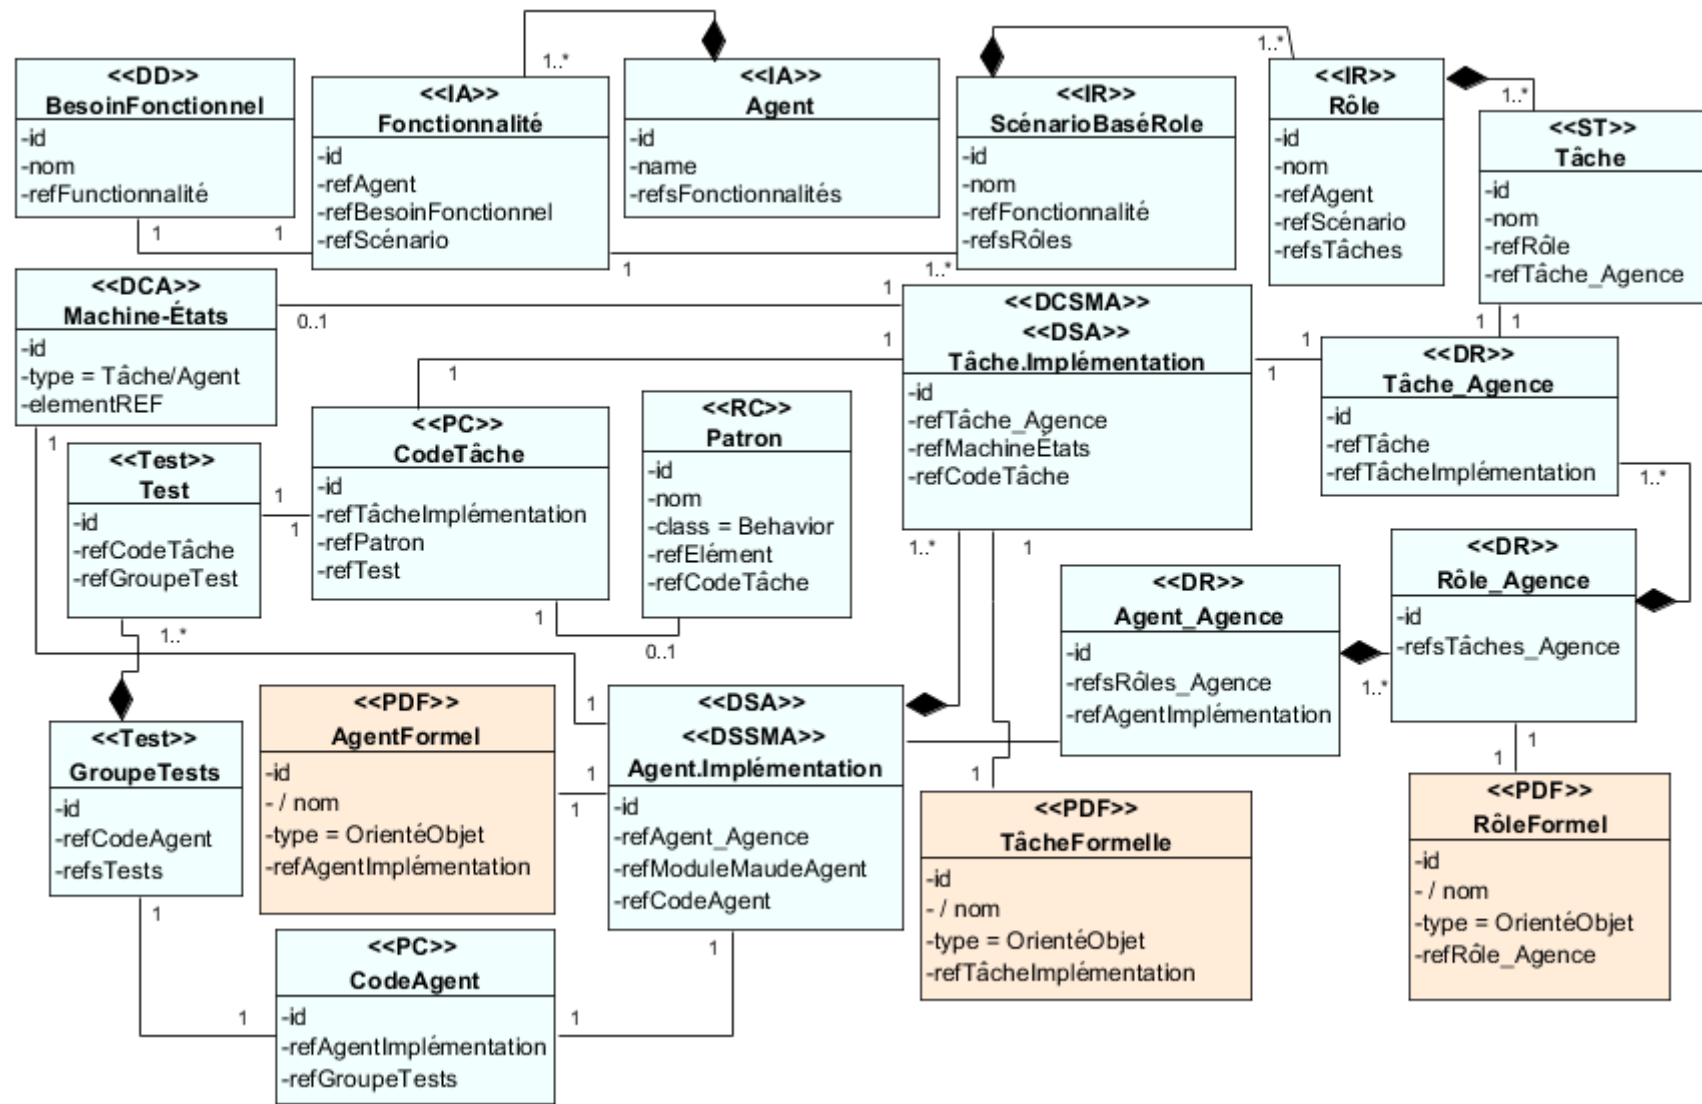 <<DD>>
BesoinFonctionnel
-id
-nom
-refFunctionnalité
1
1
<<IA>>
Fonctionnalité
-id
-refAgent
-refBesoinFonctionnel
-refScénario
1..*
<<IA>>
Agent
-id
-name
-refsFonctionnalités
1
1..*
<<IR>>
ScénarioBaséRole
-id
-nom
-refFonctionnalité
-refsRôles
1..*
<<IR>>
Rôle
-id
-nom
-refAgent
-refScénario
-refsTâches
1..*
<<ST>>
Tâche
-id
-nom
-refRôle
-refTâche_Agence
1
1
<<DCA>>
Machine-États
-id
-type = Tâche/Agent
-elementREF
0..1
1
1
<<DCSMA>>
<<DSA>>
Tâche.Implémentation
-id
-refTâche_Agence
-refMachineÉtats
-refCodeTâche
1
1
1
1
1..*
1
<<DR>>
Tâche_Agence
-id
-refTâche
-refTâcheImplémentation
1..*
<<Test>>
Test
-id
-refCodeTâche
-refGroupeTest
1
1
1..*
<<PC>>
CodeTâche
-id
-refTâcheImplémentation
-refPatron
-refTest
1
0..1
<<RC>>
Patron
-id
-nom
-class = Behavior
-refElément
-refCodeTâche
<<DR>>
Agent_Agence
-id
-refsRôles_Agence
-refAgentImplémentation
1..*
<<DR>>
Rôle_Agence
-id
-refsTâches_Agence
1
1
<<Test>>
GroupeTests
-id
-refCodeAgent
-refsTests
1
1
<<PDF>>
AgentFormel
-id
- / nom
-type = OrientéObjet
-refAgentImplémentation
1
1
1
<<DSA>>
<<DSSMA>>
Agent.Implémentation
-id
-refAgent_Agence
-refModuleMaudeAgent
-refCodeAgent
1
1
1
<<PDF>>
TâcheFormelle
-id
- / nom
-type = OrientéObjet
-refTâcheImplémentation
<<PDF>>
RôleFormel
-id
- / nom
-type = OrientéObjet
-refRôle_Agence
<<PC>>
CodeAgent
-id
-refAgentImplémentation
-refGroupeTests